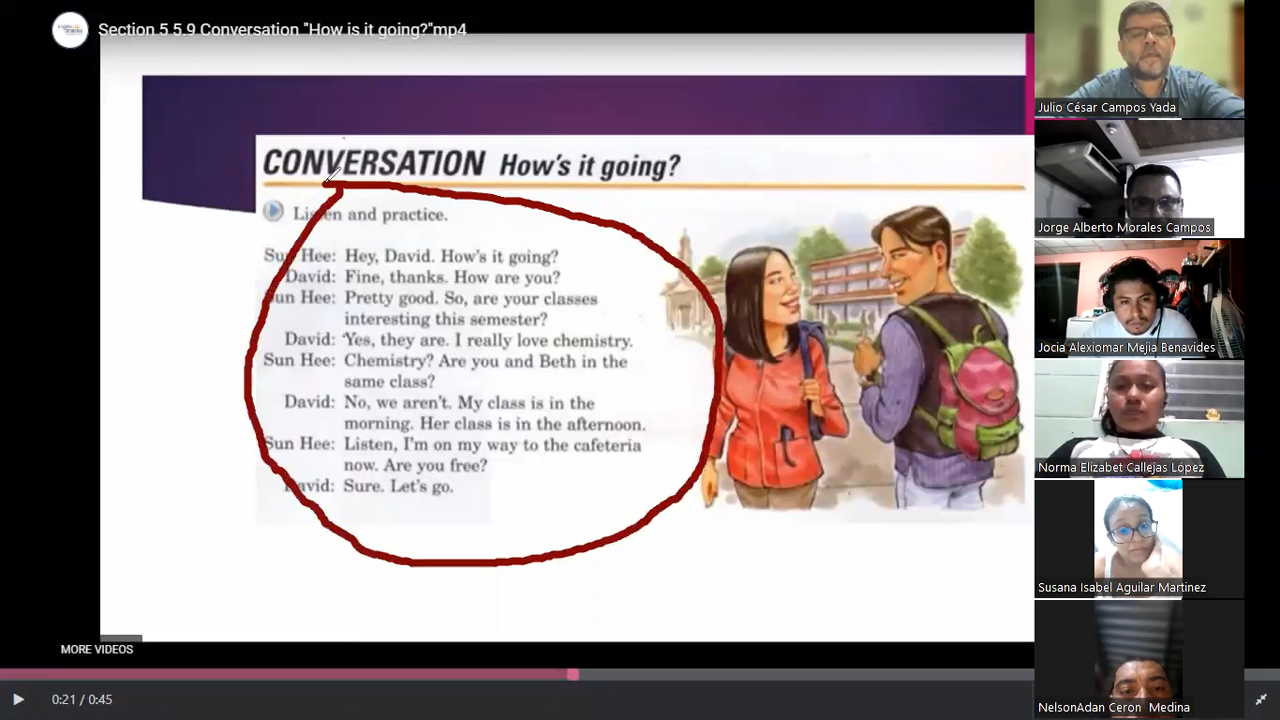 Section 5 5.9 Conversation "How is it going?"mp4
CONVERSATION How's it going?
Listen and practice.
Sun Hee: Hey, David. How's it going?
David: Fine, thanks. How are you?
Sun Hee: Pretty good. So, are your classes
interesting this semester?
David: Yes, they are. I really love chemistry.
Sun Hee: Chemistry? Are you and Beth in the
same class?
David: No, we aren't. My class is in the
morning. Her class is in the afternoon.
Sun Hee: Listen, I'm on my way to the cafeteria
now. Are you free?
David: Sure. Let's go.
MORE VIDEOS
0:21 / 0:45
Julio César Campos Yada
Jorge Alberto Morales Campos
Jocia Alexiomar Mejia Benavides
Norma Elizabet Callejas López
Susana Isabel Aguilar Martinez
NelsonAdan Ceron Medina